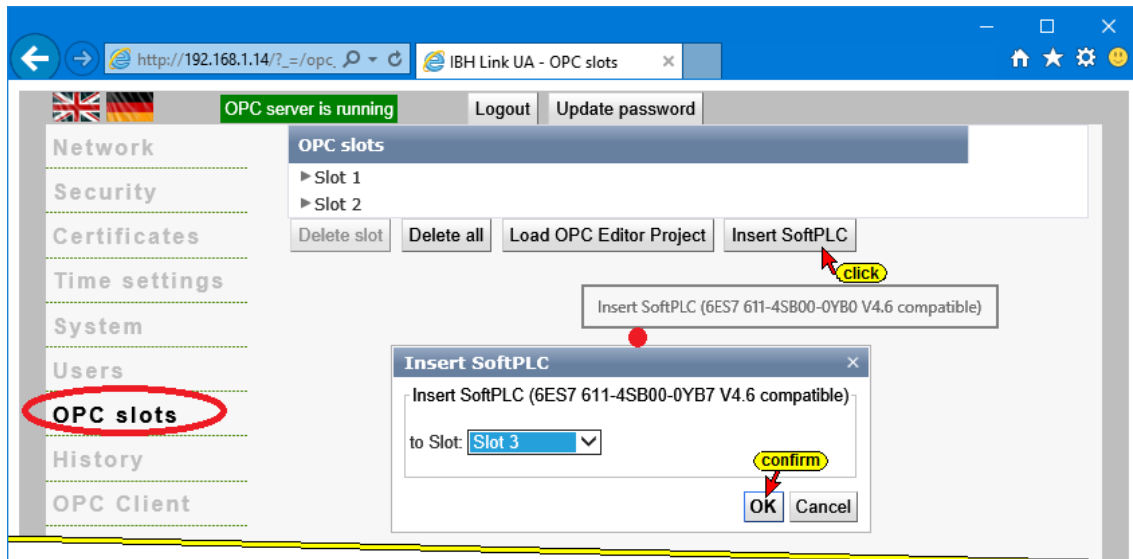 http://192.168.1.14/?_=/opc_
IBH Link UA - OPC slots
OPC server is running
Logout
Update password
Network
Security
Certificates
Time settings
System
Users
OPC slots
History
OPC Client
OPC slots
Slot 1
Slot 2
Delete slot
Delete all
Load OPC Editor Project
Insert SoftPLC
click
Insert SoftPLC (6ES7 611-4SB00-0YB0 V4.6 compatible)
Insert SoftPLC
Insert SoftPLC (6ES7 611-4SB00-0YB7 V4.6 compatible)
to Slot: Slot 3
confirm
OK
Cancel